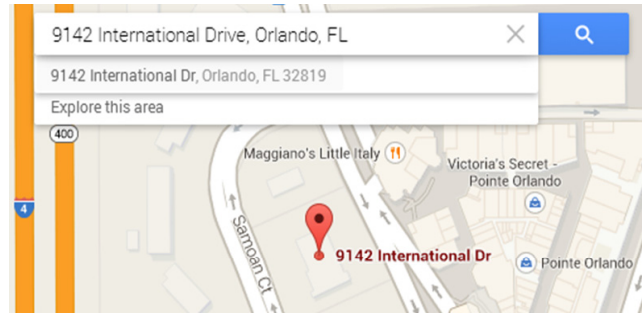 9142 International Drive, Orlando, FL
9142 International Dr, Orlando, FL 32819
Explore this area
400
Maggiano's Little Italy
Victoria's Secret -
Pointe Orlando
4
Samoan Ct
9142 International Dr
Pointe Orlando